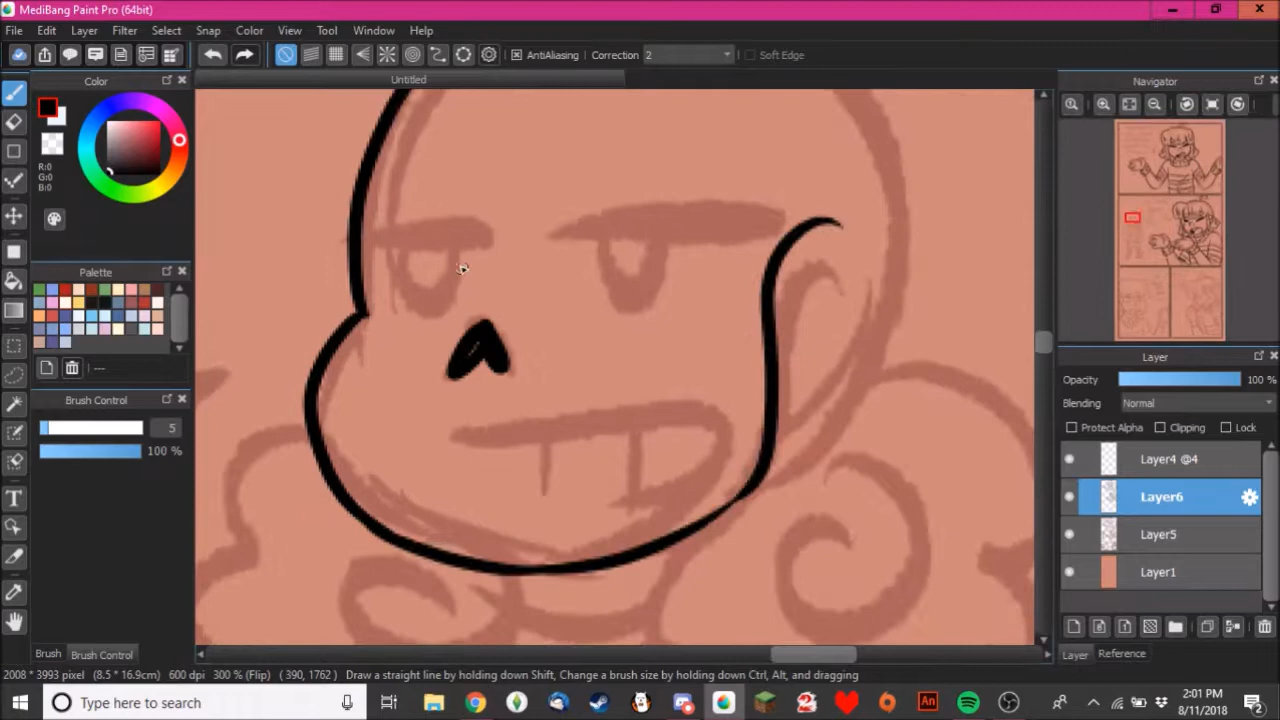 MediBang Paint Pro (64bit)
File Edit Layer Filter Select Snap Color View Tool Window Help
AntiAliasing Correction 2 Soft Edge
Color
Untitled
Navigator
R:0
G:0
B:0
Palette
---
Brush Control
5
100 %
Layer
Opacity 100 %
Blending Normal
Protect Alpha Clipping Lock
Layer4 @4
Layer6
Layer5
Layer1
Brush Brush Control
Layer Reference
2008 * 3993 pixel (8.5 * 16.9cm) 600 dpi 300 % (Flip) ( 390, 1762 ) Draw a straight line by holding down Shift, Change a brush size by holding down Ctrl, Alt, and dragging
Type here to search
An
2:01 PM
8/11/2018
2